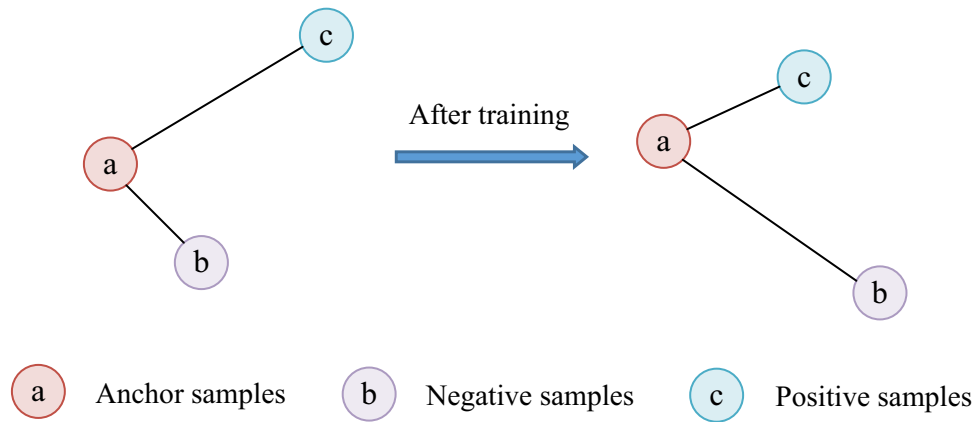 c
a
b
After training
c
a
b
a Anchor samples
b Negative samples
c Positive samples